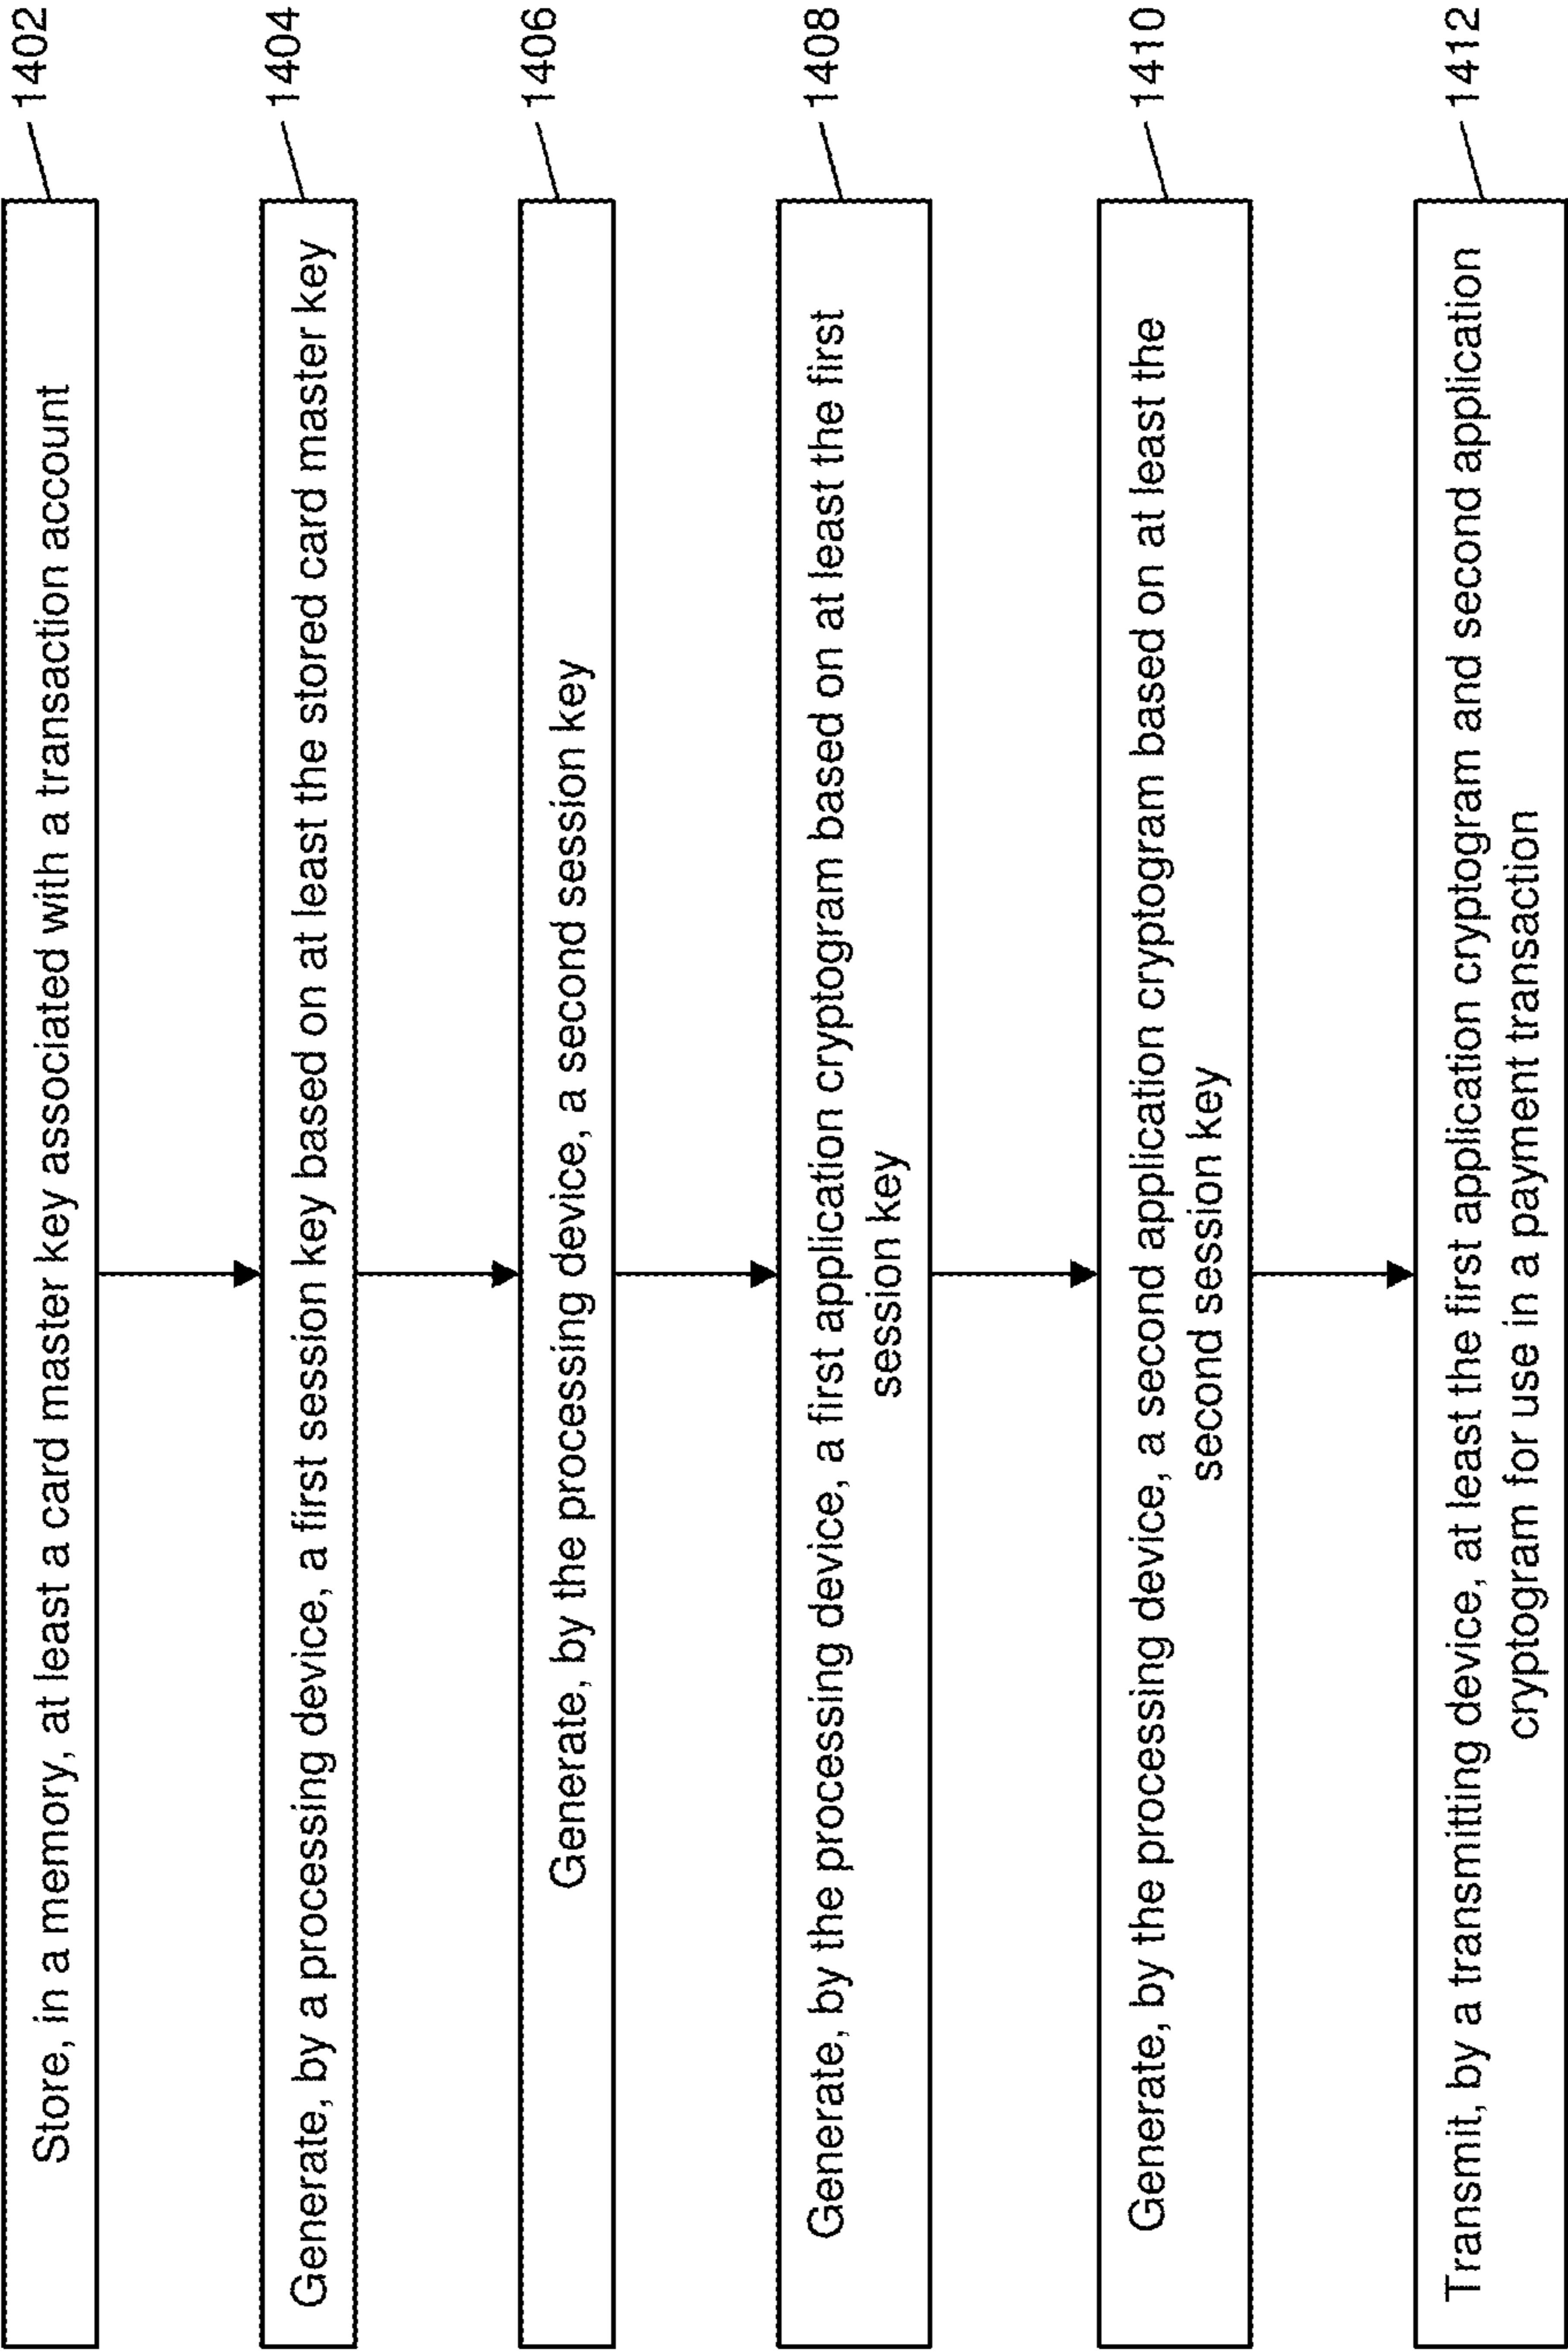 Store, in a memory, at least a card master key associated with a transaction account
1402
Generate, by a processing device, a first session key based on at least the stored card master key
1404
Generate, by the processing device, a second session key
1406
Generate, by the processing device, a first application cryptogram based on at least the first
session key
1408
Generate, by the processing device, a second application cryptogram based on at least the
second session key
1410
Transmit, by a transmitting device, at least the first application cryptogram and second application
cryptogram for use in a payment transaction
1412